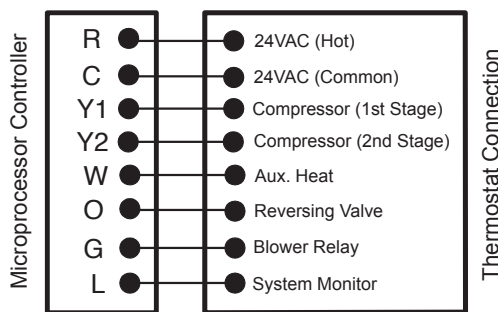 Microprocessor Controller
R 24VAC (Hot)
C 24VAC (Common)
Y1 Compressor (1st Stage)
Y2 Compressor (2nd Stage)
W Aux. Heat
O Reversing Valve
G Blower Relay
L System Monitor
Thermostat Connection